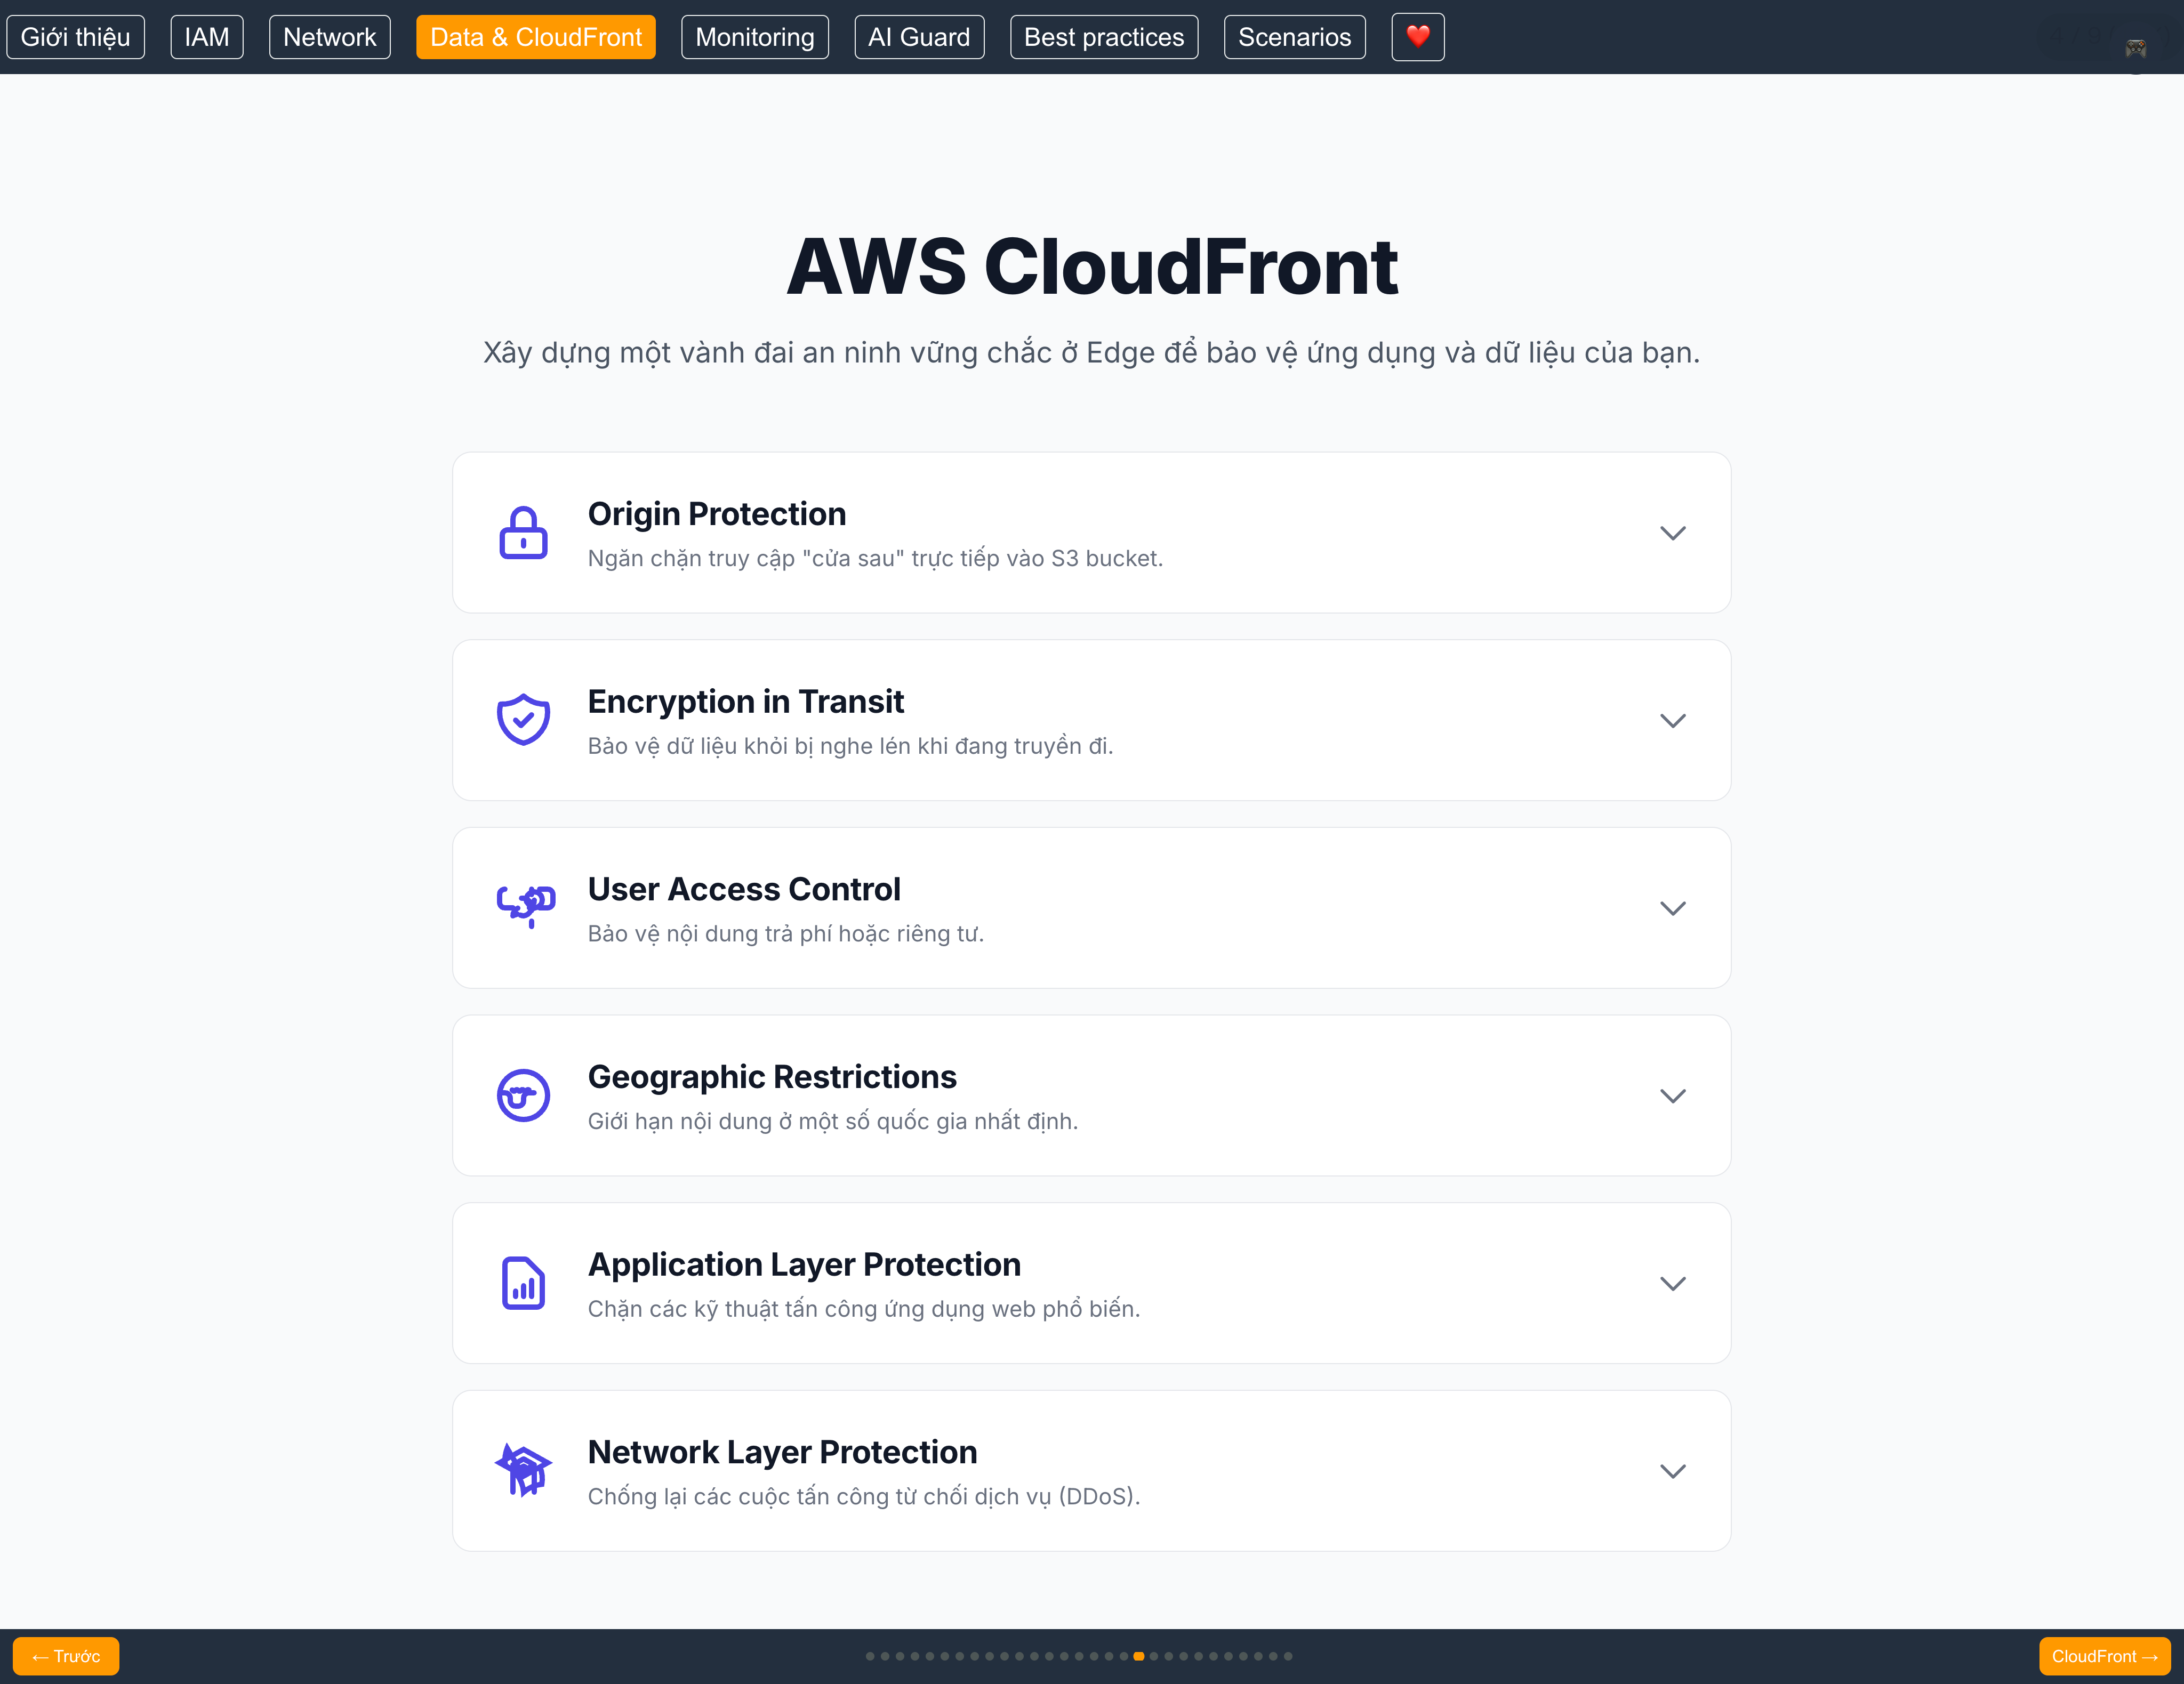 Giới thiệu
IAM
Network
Data & CloudFront
Monitoring
AI Guard
Best practices
Scenarios
AWS CloudFront
Xây dựng một vành đai an ninh vững chắc ở Edge để bảo vệ ứng dụng và dữ liệu của bạn.
Origin Protection
Ngăn chặn truy cập "cửa sau" trực tiếp vào S3 bucket.
Encryption in Transit
Bảo vệ dữ liệu khỏi bị nghe lén khi đang truyền đi.
User Access Control
Bảo vệ nội dung trả phí hoặc riêng tư.
Geographic Restrictions
Giới hạn nội dung ở một số quốc gia nhất định.
Application Layer Protection
Chặn các kỹ thuật tấn công ứng dụng web phổ biến.
Network Layer Protection
Chống lại các cuộc tấn công từ chối dịch vụ (DDoS).
← Trước
CloudFront →